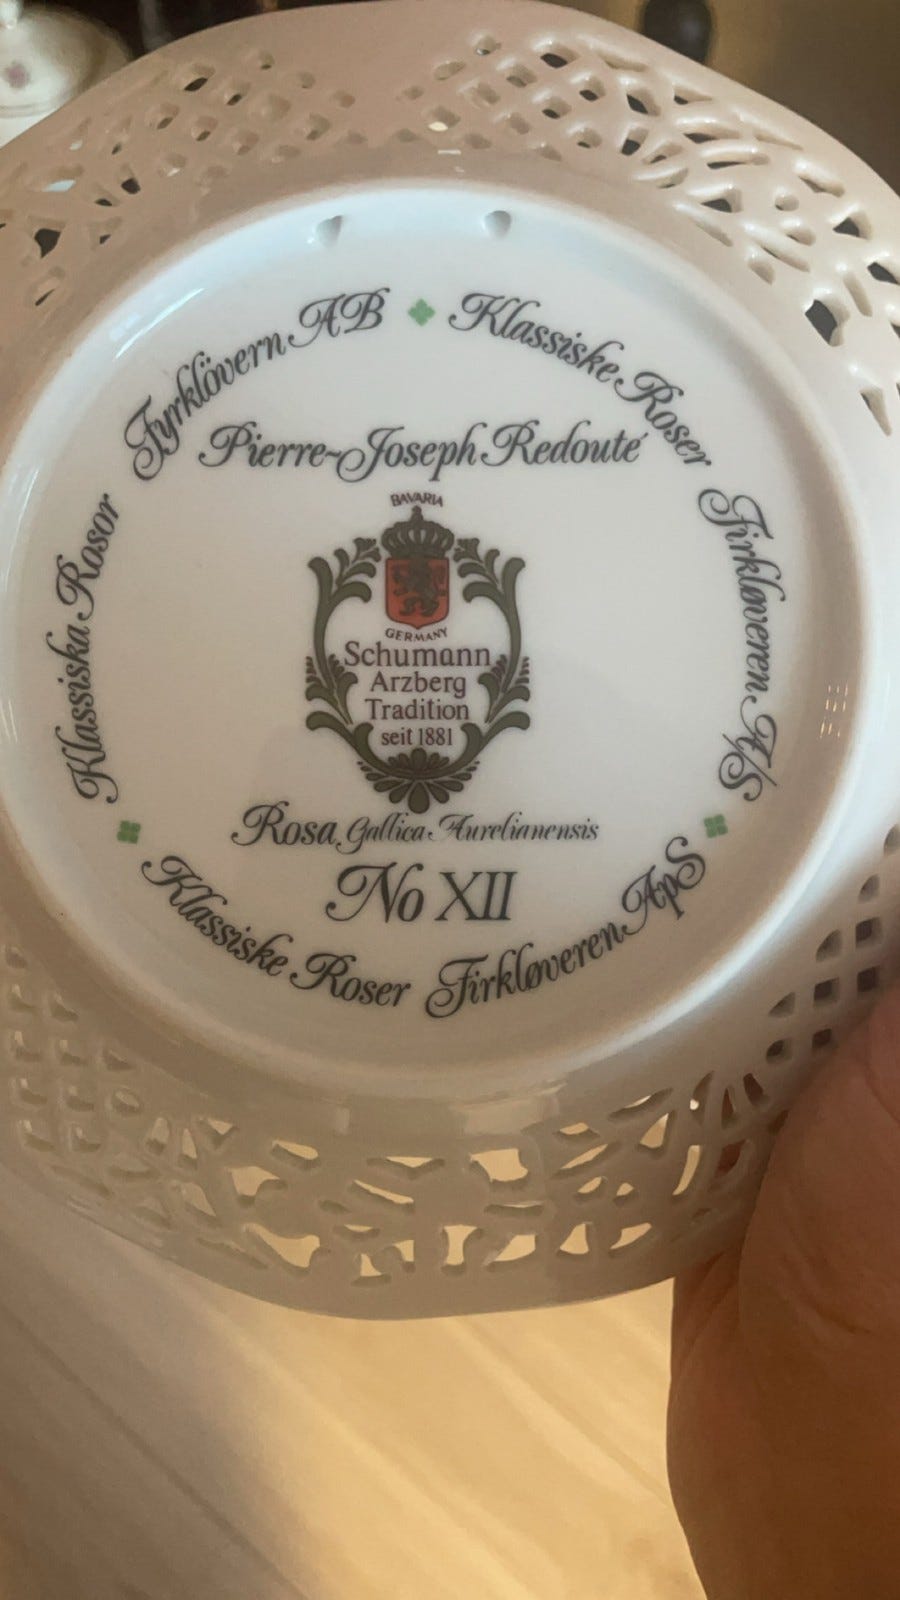 Klassiska Rosor Fyrklövern AB
Klassiske Roser Firkløveren A/S
Klassiske Roser Firkløveren ApS
Pierre-Joseph Redouté
BAVARIA
GERMANY
Schumann
Arzberg
Tradition
seit 1881
Rosa Gallica Aurelianensis
No XII